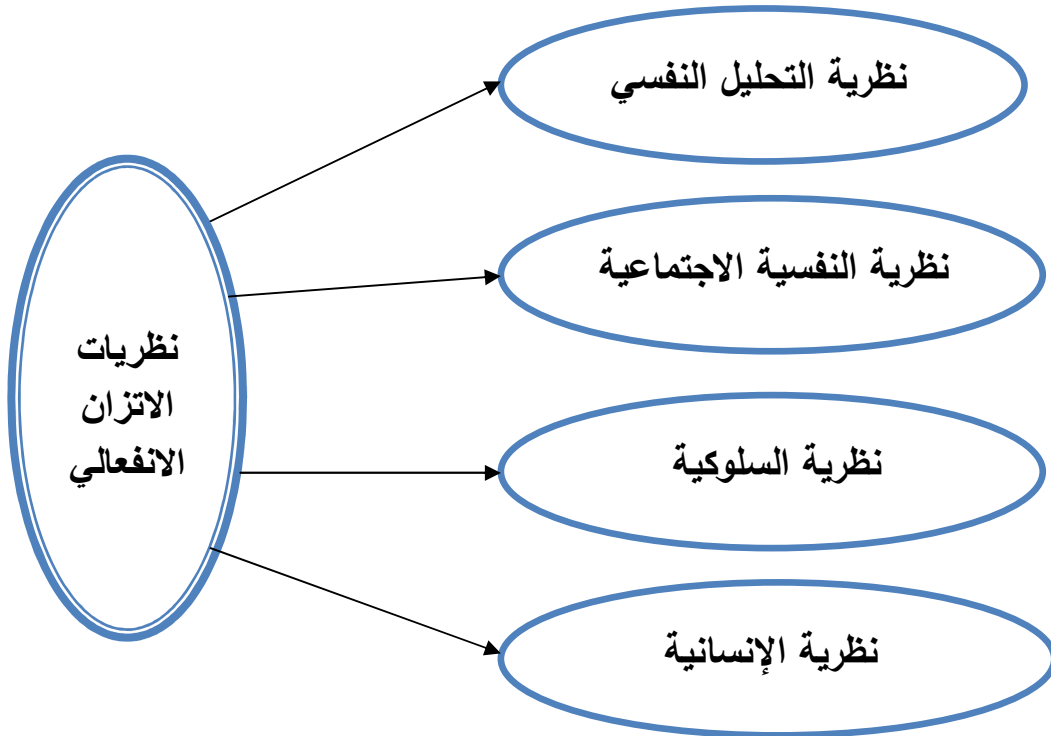 نظريات
الاتزان
الانفعالي
نظرية التحليل النفسي
نظرية النفسية الاجتماعية
نظرية السلوكية
نظرية الإنسانية